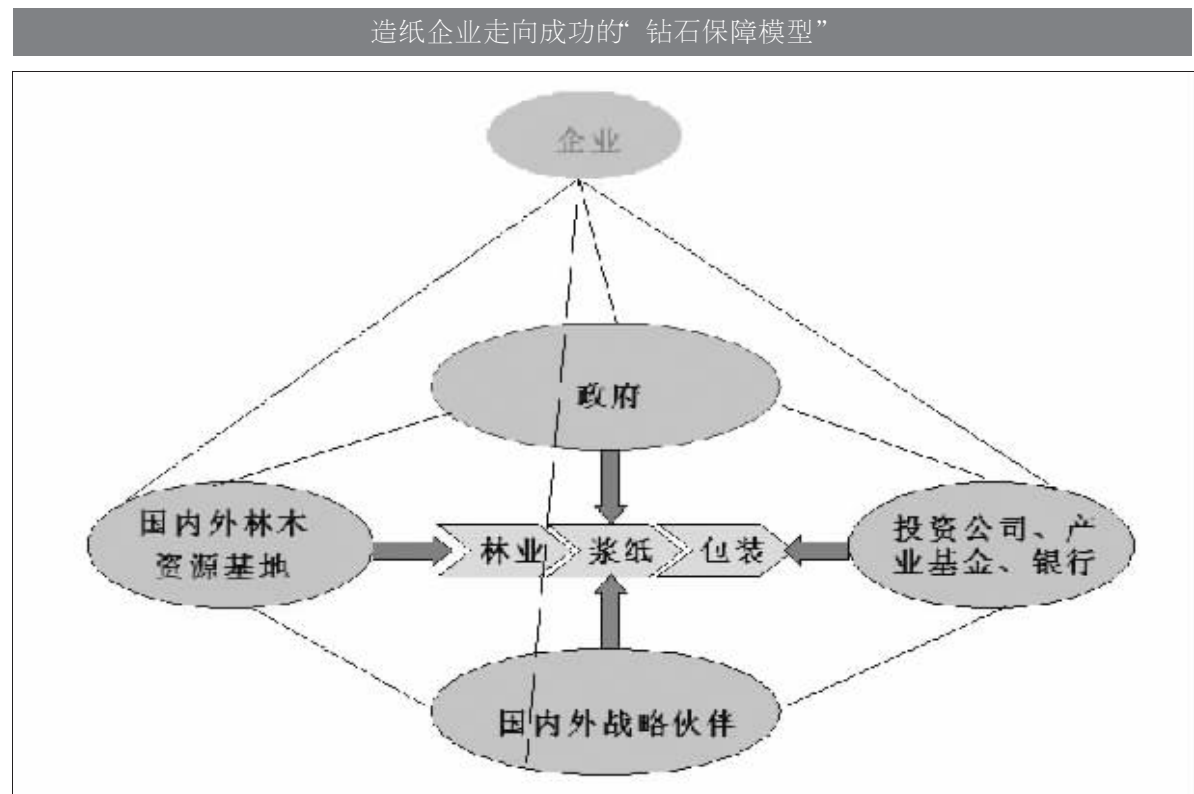 造纸企业走向成功的“钻石保障模型”
企业
政府
国内外林木
资源基地
林业
浆纸
包装
投资公司、产
业基金、银行
国内外战略伙伴